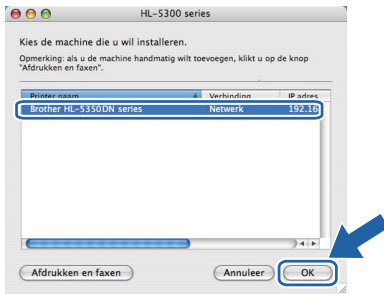 HL-5300 series
Kies de machine die u wil installeren.
Opmerking: als u de machine handmatig wilt toevoegen, klikt u op de knop
"Afdrukken en faxen".
Printer naam Verbinding IP adres
Brother HL-5350DN series Netwerk 192.16
Afdrukken en faxen Annuleer OK